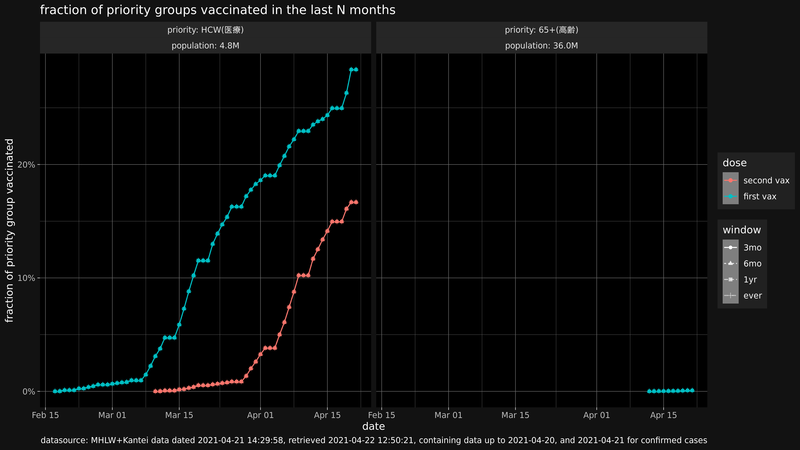 fraction of priority groups vaccinated in the last N months
priority: HCW(医療)
population: 4.8M
priority: 65+(高齢)
population: 36.0M
fraction of priority group vaccinated
20%
10%
0%
Feb 15
Mar 01
Mar 15
Apr 01
Apr 15
Feb 15
Mar 01
Mar 15
Apr 01
Apr 15
date
dose
second vax
first vax
window
3mo
6mo
1yr
ever
datasource: MHLW+Kantei data dated 2021-04-21 14:29:58, retrieved 2021-04-22 12:50:21, containing data up to 2021-04-20, and 2021-04-21 for confirmed cases